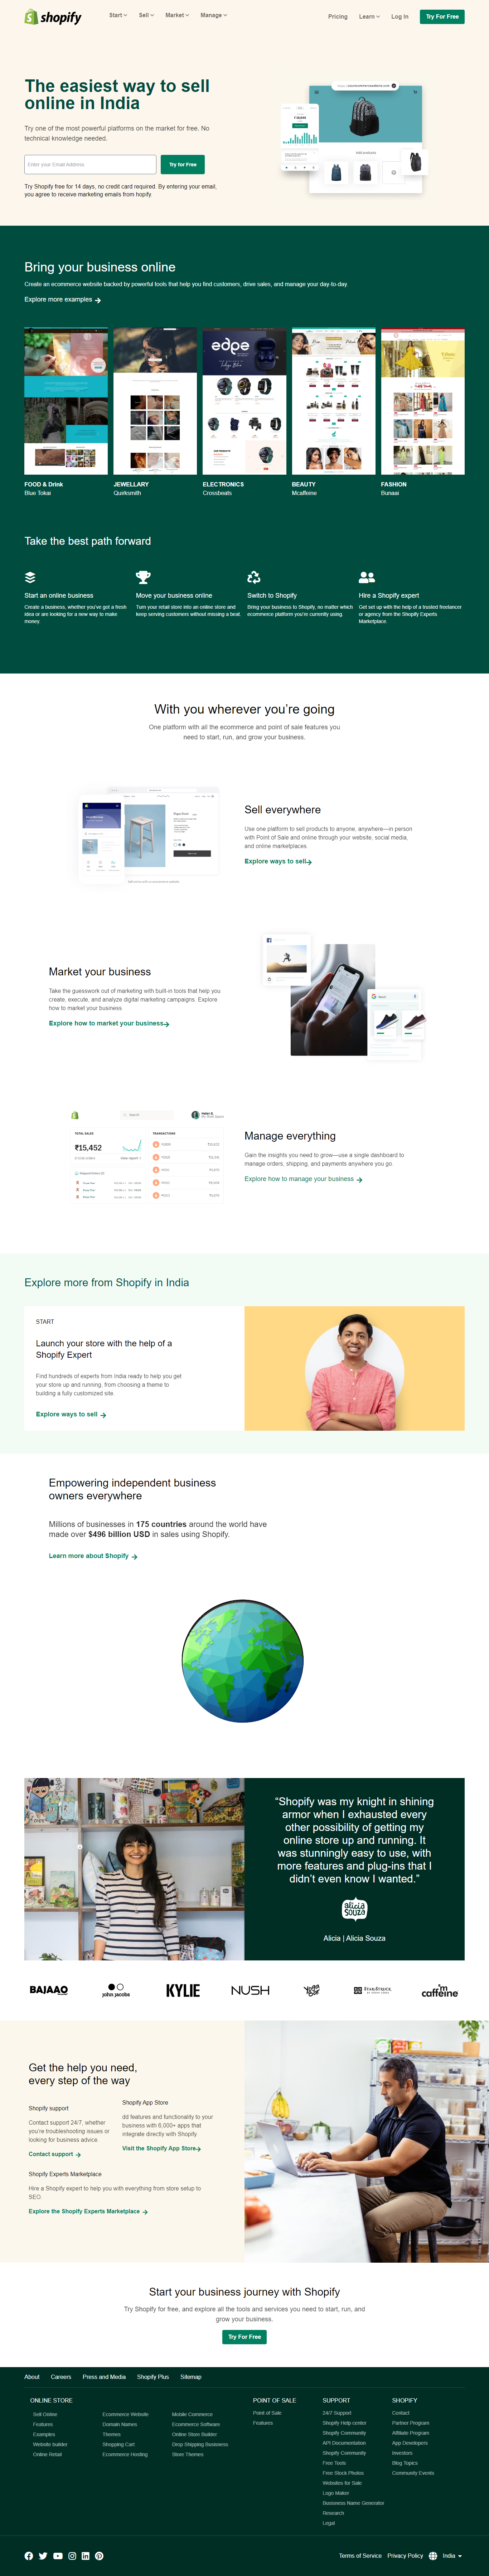 shopify
Start
Sell
Market
Manage
Pricing
Learn
Log in
Try For Free
The easiest way to sell
online in India
Try one of the most powerful platforms on the market for free, No
technical knowledge needed.
Enter your Email Address
Try for Free
Try Shopify free for 14 days, no credit card required. By entering your email,
you agree to receive marketing emails from hopify.
Bring your business online
Create an ecommerce website backed by powerful tools that help you find customers, drive sales, and manage your day-to-day.
Explore more examples
FOOD & Drink
Blue Tokai
JEWELLARY
Quirksmith
ELECTRONICS
Crossbeats
BEAUTY
Mcaffeine
FASHION
Bunaai
Take the best path forward
Start an online business
Create a business, whether you've got a fresh
idea or are looking for a new way to make
money.
Move your business online
Turn your retail store into an online store and
keep serving customers without missing a beat.
Switch to Shopify
Bring your business to Shopify, no matter which
ecommerce platform you're currently using.
Hire a Shopify expert
Get set up with the help of a trusted freelancer
or agency from the Shopify Experts
Marketplace.
With you wherever you're going
One platform with all the ecommerce and point of sale features you
need to start, run, and grow your business.
Sell everywhere
Use one platform to sell products to anyone, anywhere—in person
with Point of Sale and online through your website, social media,
and online marketplaces.
Explore ways to sell
Market your business
Take the guesswork out of marketing with built-in tools that help you
create, execute, and analyze digital marketing campaigns. Explore
how to market your business
Explore how to market your business
Search
TOTAL SALES
₹15,452
TRANSACTIONS
Manage everything
Gain the insights you need to grow—use a single dashboard to
manage orders, shipping, and payments anywhere you go.
Explore how to manage your business
Explore more from Shopify in India
START
Launch your store with the help of a
Shopify Expert
Find hundreds of experts from India ready to help you get
your store up and running, from choosing a theme to
building a fully customized site.
Explore ways to sell
Empowering independent business
owners everywhere
Millions of businesses in 175 countries around the world have
made over $496 billion USD in sales using Shopify.
Learn more about Shopify
“Shopify was my knight in shining
armor when I exhausted every
other possibility of getting my
online store up and running. It
was stunningly easy to use, with
more features and plug-ins that I
didn't even know I wanted.”
alicia
souza
Alicia | Alicia Souza
BAJAAO
john jacobs
KYLIE
NUSH
STAR STRUCK
mcaffeine
Get the help you need,
every step of the way
Shopify support
Contact support 24/7, whether
you're troubleshooting issues or
looking for business advice.
Contact support
Shopify App Store
dd features and functionality to your
business with 6,000+ apps that
integrate directly with Shopify.
Visit the Shopify App Store
Shopify Experts Marketplace
Hire a Shopify expert to help you with everything from store setup to
SEO.
Explore the Shopify Experts Marketplace
Start your business journey with Shopify
Try Shopify for free, and explore all the tools and services you need to start, run, and
grow your business.
Try For Free
About
Careers
Press and Media
Shopify Plus
Sitemap
ONLINE STORE
Sell Online
Features
Examples
Website builder
Online Retail
Ecommerce Website
Domain Names
Themes
Shopping Cart
Ecommerce Hosting
Mobile Commerce
Ecommerce Software
Online Store Builder
Drop Shipping Business
Store Themes
POINT OF SALE
Point of Sale
Features
SUPPORT
24/7 Support
Shopify Help center
Shopify Community
API Documentation
Shopify Community
Free Tools
Free Stock Photos
Websites for Sale
Logo Maker
Business Name Generator
Research
Legal
SHOPIFY
Contact
Partner Program
Affiliate Program
App Developers
Investors
Blog Topics
Community Events
Terms of Service
Privacy Policy
India